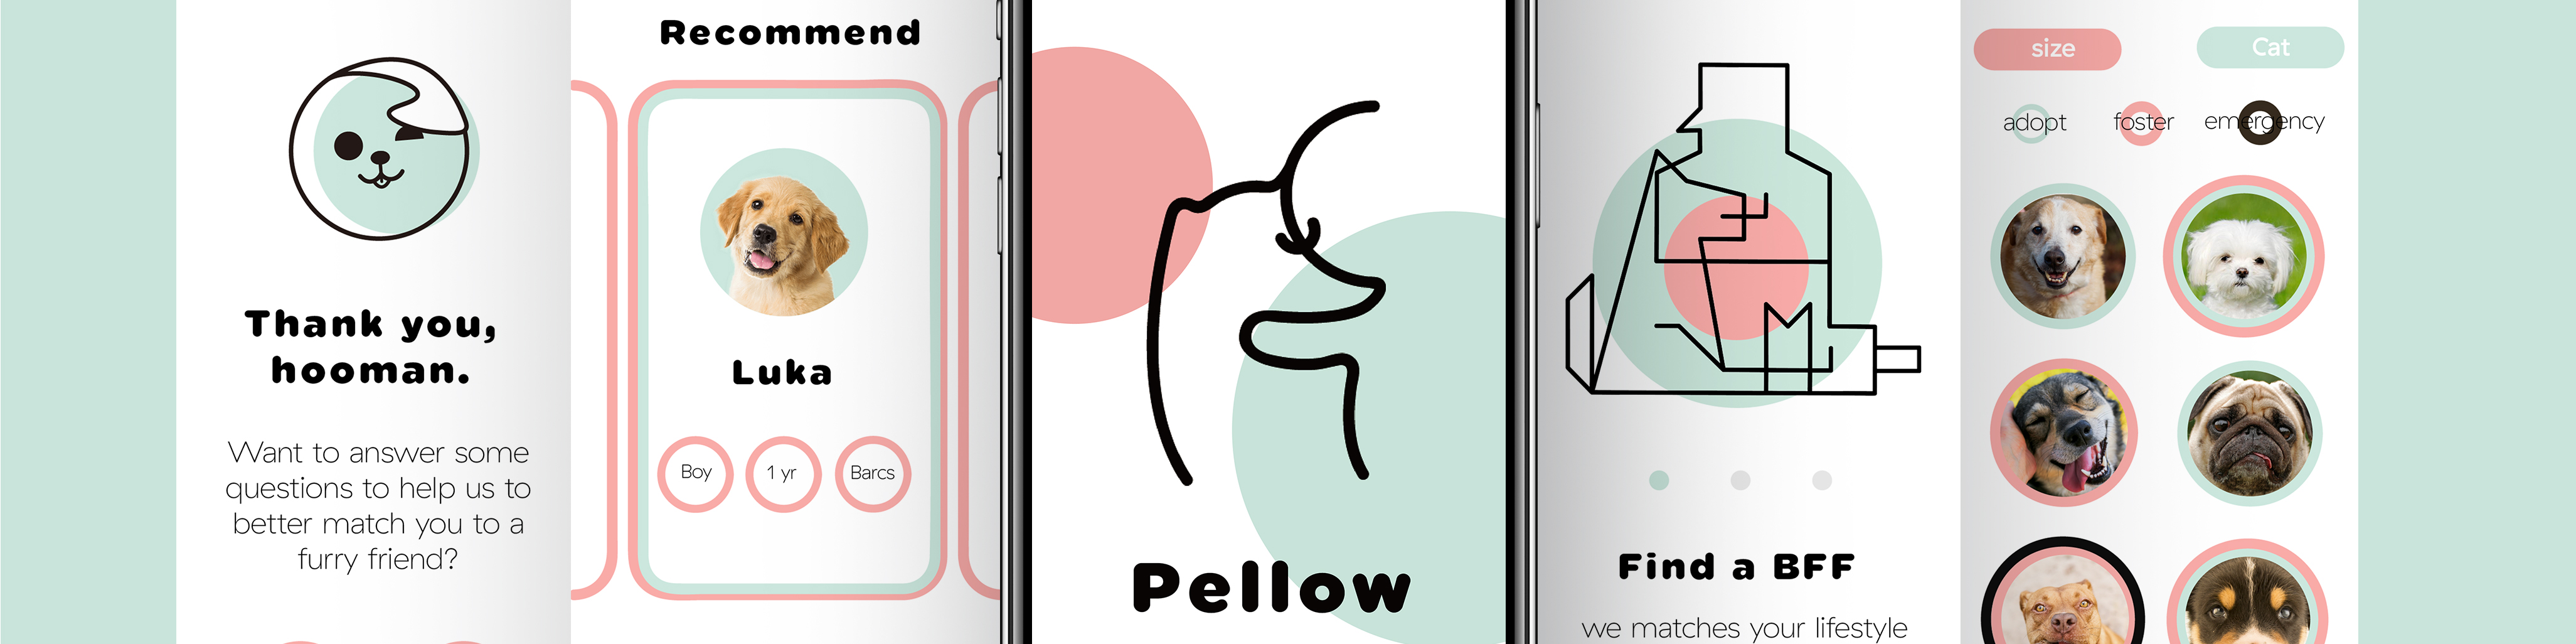 Thank you,
hooman.
Want to answer some
questions to help us to
better match you to a
furry friend?
Recommend
Luka
Boy
1 yr
Barcs
Pellow
Find a BFF
we matches your lifestyle
size
Cat
adopt
foster
emergency